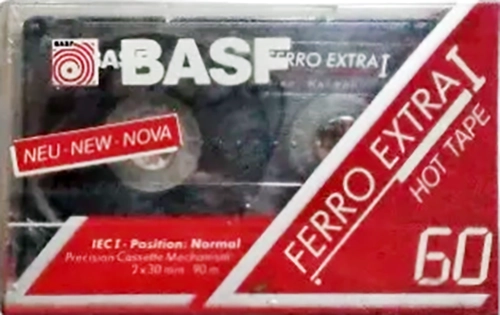 BASF
BASF
FERRO EXTRA I
NEU - NEW - NOVA
FERRO EXTRA I
HOT TAPE
IEC I - Position: Normal
Precision Cassette Mechanism
2 x 30 min 90 m
60